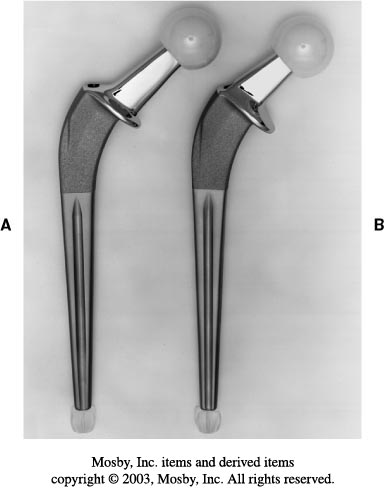 A
B
Mosby, Inc. items and derived items
copyright © 2003, Mosby, Inc. All rights reserved.